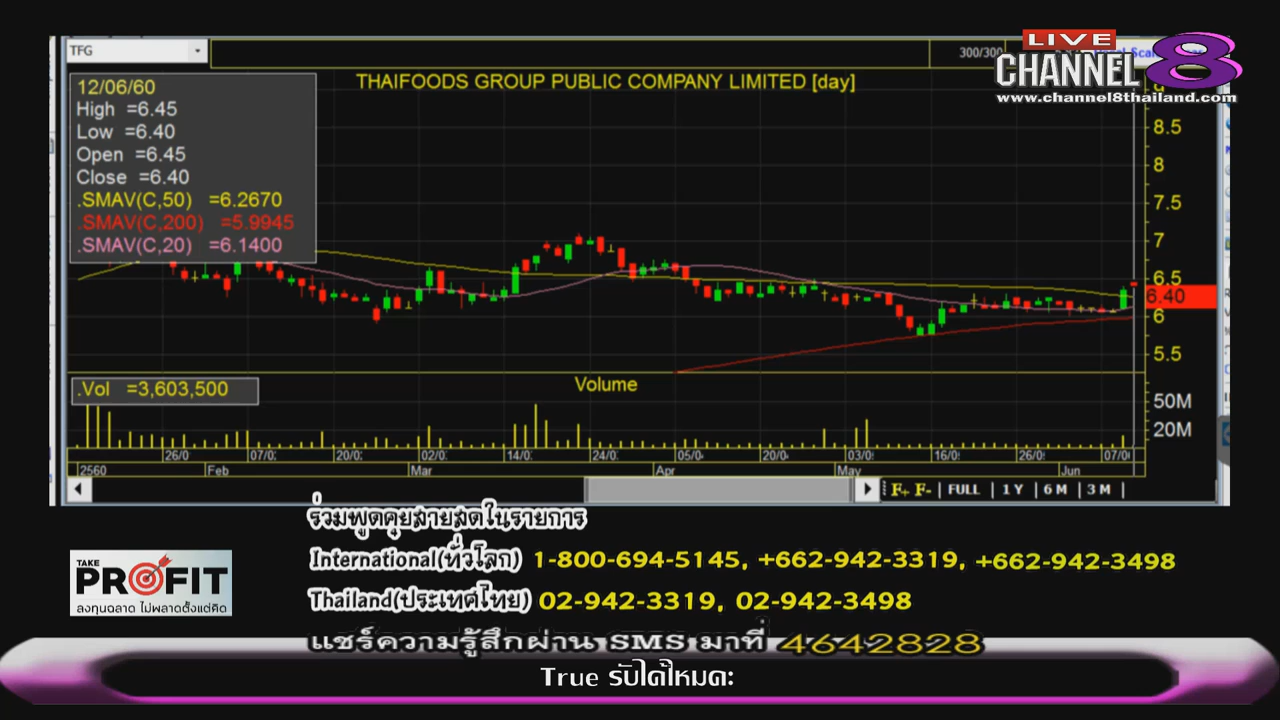 TFG
300/300
LIVE
CHANNEL 8
www.channel8thailand.com
12/06/60
High =6.45
Low =6.40
Open =6.45
Close =6.40
.SMAV(C,50) =6.2670
.SMAV(C,200) =5.9945
.SMAV(C,20) =6.1400
THAIFOODS GROUP PUBLIC COMPANY LIMITED [day]
9
8.5
8
7.5
7
6.5
6.40
6
5.5
.Vol =3,603,500
Volume
50M
20M
26/0 07/0 20/0 02/0 14/0 24/0 05/0 20/0 03/0 16/0 26/0 07/0
2560 Feb Mar Apr May Jun
F+ F- | FULL | 1 Y | 6 M | 3 M |
ร่วมพูดคุยสายสดในรายการ
International(ทั่วโลก) 1-800-694-5145, +662-942-3319, +662-942-3498
TAKE
PROFIT
ลงทุนฉลาด ไม่พลาดตั้งแต่คิด
Thailand(ประเทศไทย) 02-942-3319, 02-942-3498
แชร์ความรู้สึกผ่าน SMS มาที่ 4642828
True รับได้ไหมคะ